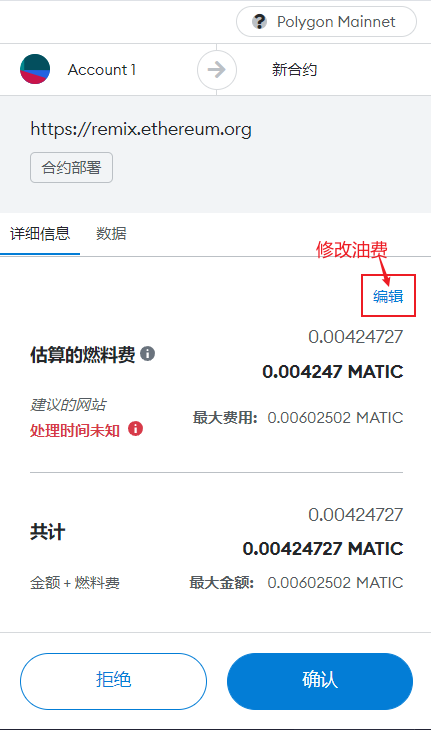 Polygon Mainnet
Account 1
新合约
https://remix.ethereum.org
合约部署
详细信息
数据
修改油费
编辑
0.00424727
估算的燃料费
0.004247 MATIC
建议的网站
最大费用: 0.00602502 MATIC
处理时间未知
0.00424727
共计
0.00424727 MATIC
金额 + 燃料费
最大金额: 0.00602502 MATIC
拒绝
确认